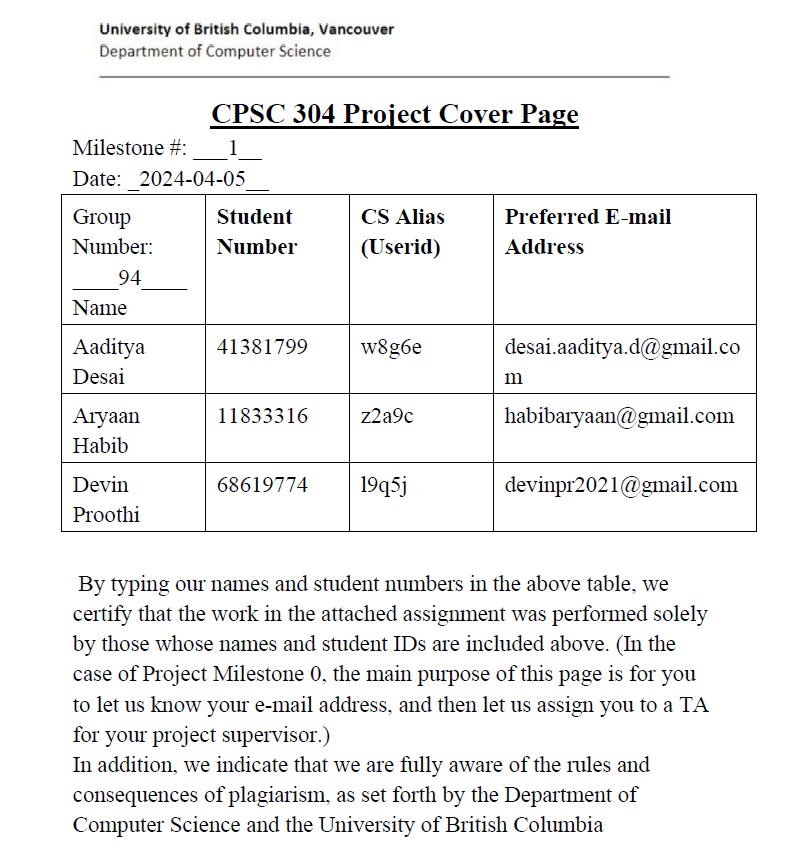 University of British Columbia, Vancouver
Department of Computer Science
CPSC 304 Project Cover Page
Milestone #: ___1__
Date: _2024-04-05__
Group Number: ____94____ Name
Student Number
CS Alias (Userid)
Preferred E-mail Address
Aaditya Desai
41381799
w8g6e
desai.aaditya.d@gmail.com
Aryaan Habib
11833316
z2a9c
habibaryaan@gmail.com
Devin Proothi
68619774
l9q5j
devinpr2021@gmail.com
By typing our names and student numbers in the above table, we
certify that the work in the attached assignment was performed solely
by those whose names and student IDs are included above. (In the
case of Project Milestone 0, the main purpose of this page is for you
to let us know your e-mail address, and then let us assign you to a TA
for your project supervisor.)
In addition, we indicate that we are fully aware of the rules and
consequences of plagiarism, as set forth by the Department of
Computer Science and the University of British Columbia